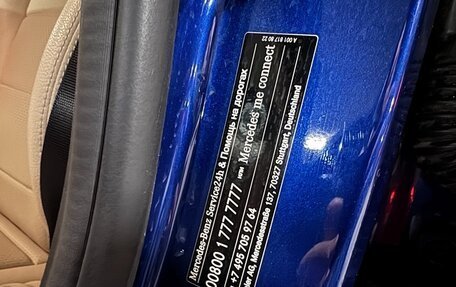 A 001 817 80 22
Mercedes-Benz Service24h & Помощь на дорогах
00800 1 777 7777 или Mercedes me connect
+7 495 705 97 64
AG, Mercedesstraße 137, 70327 Stuttgart, Deutschland